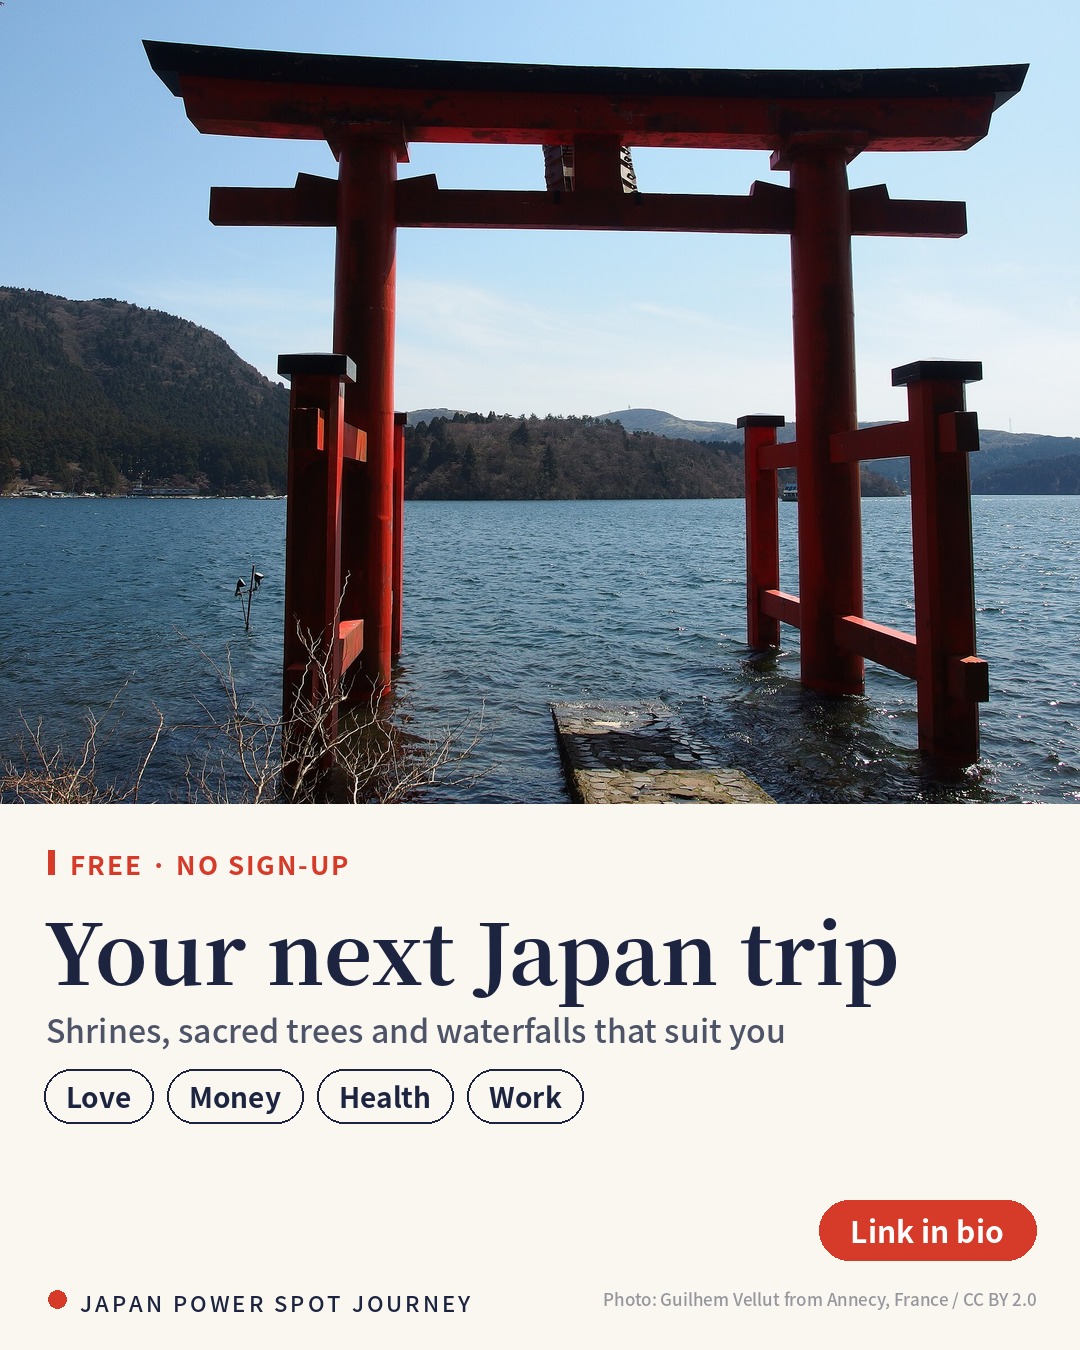 FREE · NO SIGN-UP
Your next Japan trip
Shrines, sacred trees and waterfalls that suit you
Love Money Health Work
Link in bio
JAPAN POWER SPOT JOURNEY
Photo: Guilhem Vellut from Annecy, France / CC BY 2.0